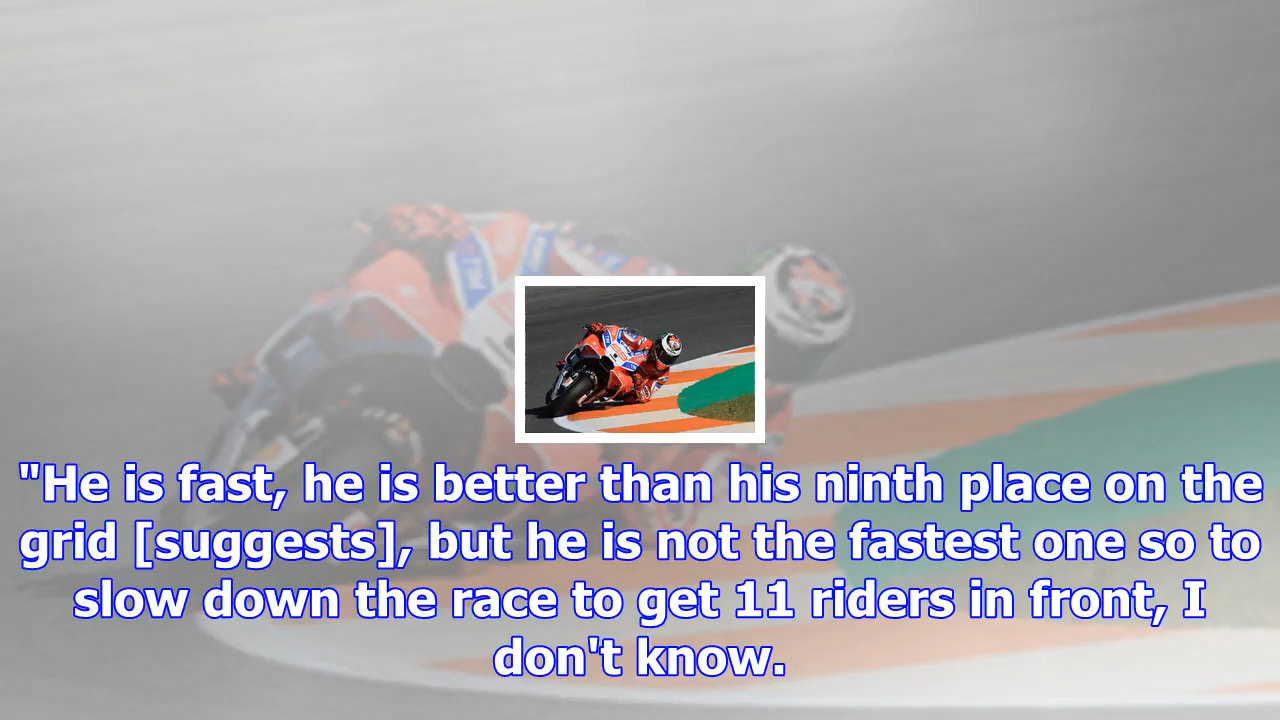 "He is fast, he is better than his ninth place on the
grid [suggests], but he is not the fastest one so to
slow down the race to get 11 riders in front, I
don't know.